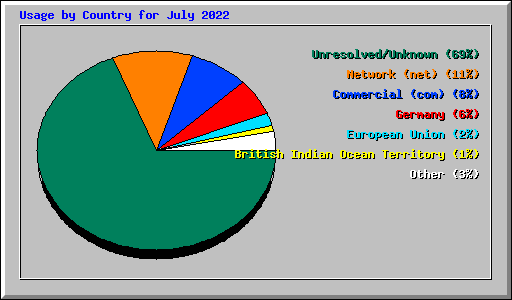 Usage by Country for July 2022
Unresolved/Unknown (69%)
Network (net) (11%)
Commercial (com) (8%)
Germany (6%)
European Union (2%)
British Indian Ocean Territory (1%)
Other (3%)